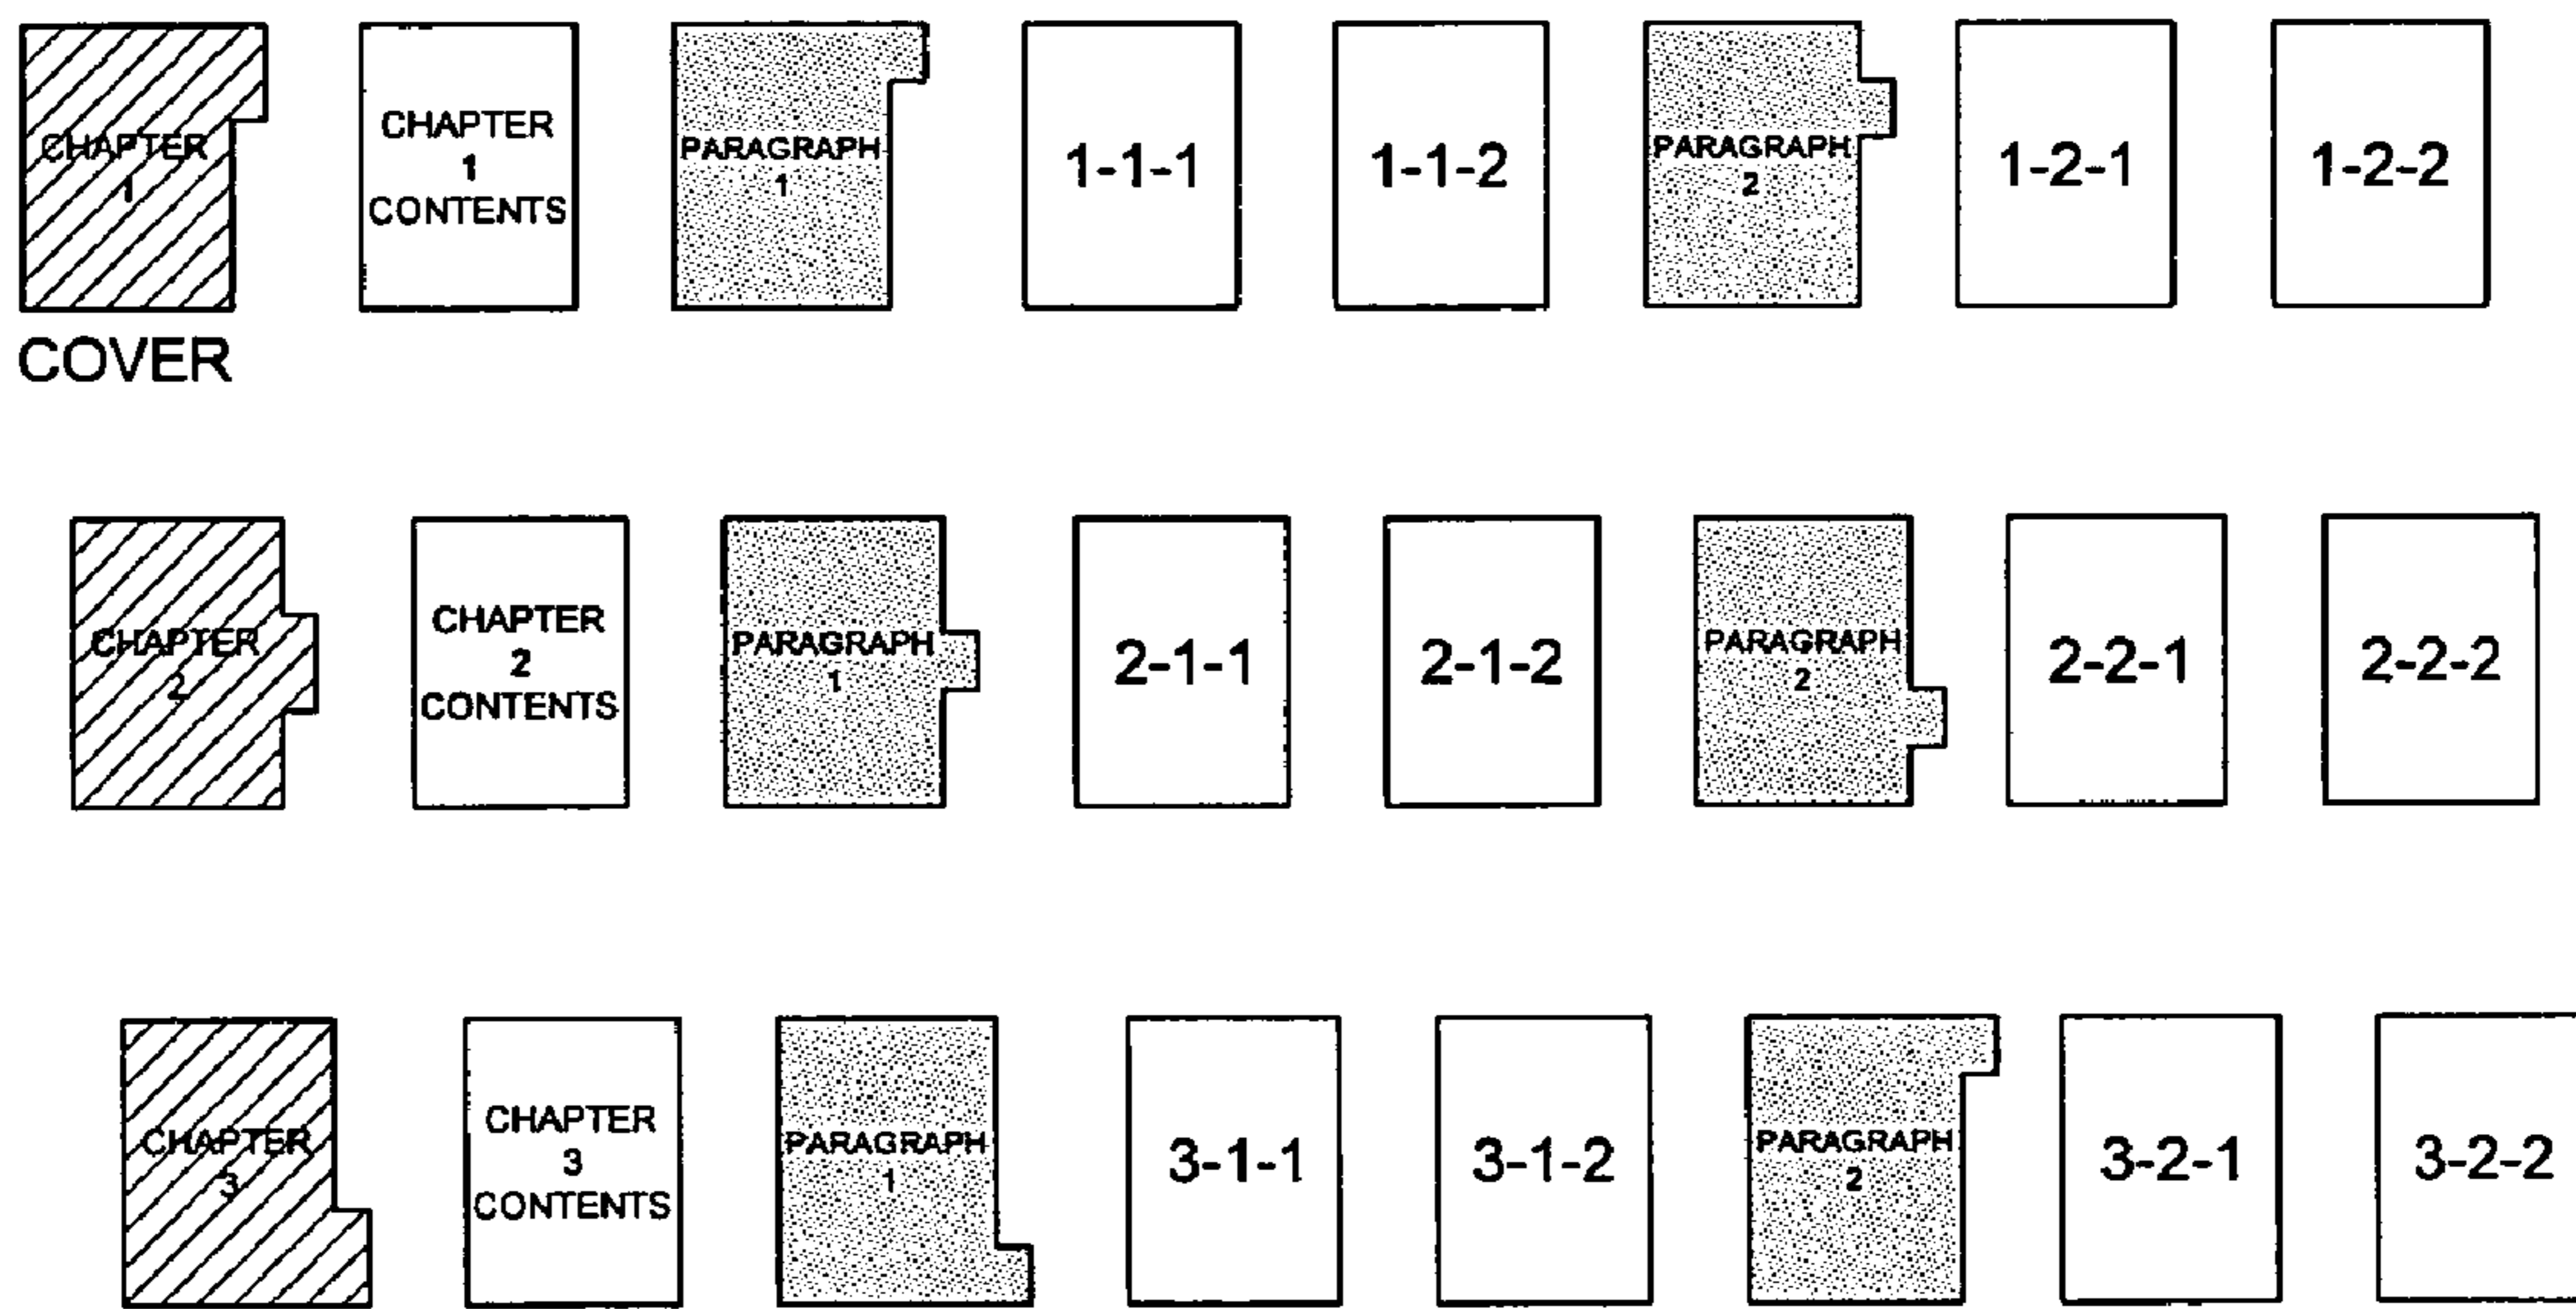 CHAPTER
1
CHAPTER
1
CONTENTS
PARAGRAPH
1
1-1-1
1-1-2
PARAGRAPH
2
1-2-1
1-2-2
COVER
CHAPTER
2
CHAPTER
2
CONTENTS
PARAGRAPH
1
2-1-1
2-1-2
PARAGRAPH
2
2-2-1
2-2-2
CHAPTER
3
CHAPTER
3
CONTENTS
PARAGRAPH
1
3-1-1
3-1-2
PARAGRAPH
2
3-2-1
3-2-2